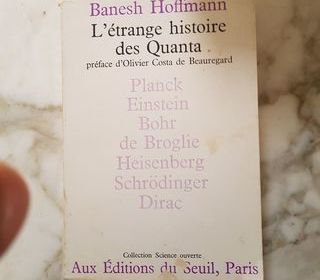 Banesh Hoffmann
L'étrange histoire
des Quanta
préface d'Olivier Costa de Beauregard
Planck
Einstein
Bohr
de Broglie
Heisenberg
Schrödinger
Dirac
Collection Science ouverte
Aux Éditions du Seuil, Paris